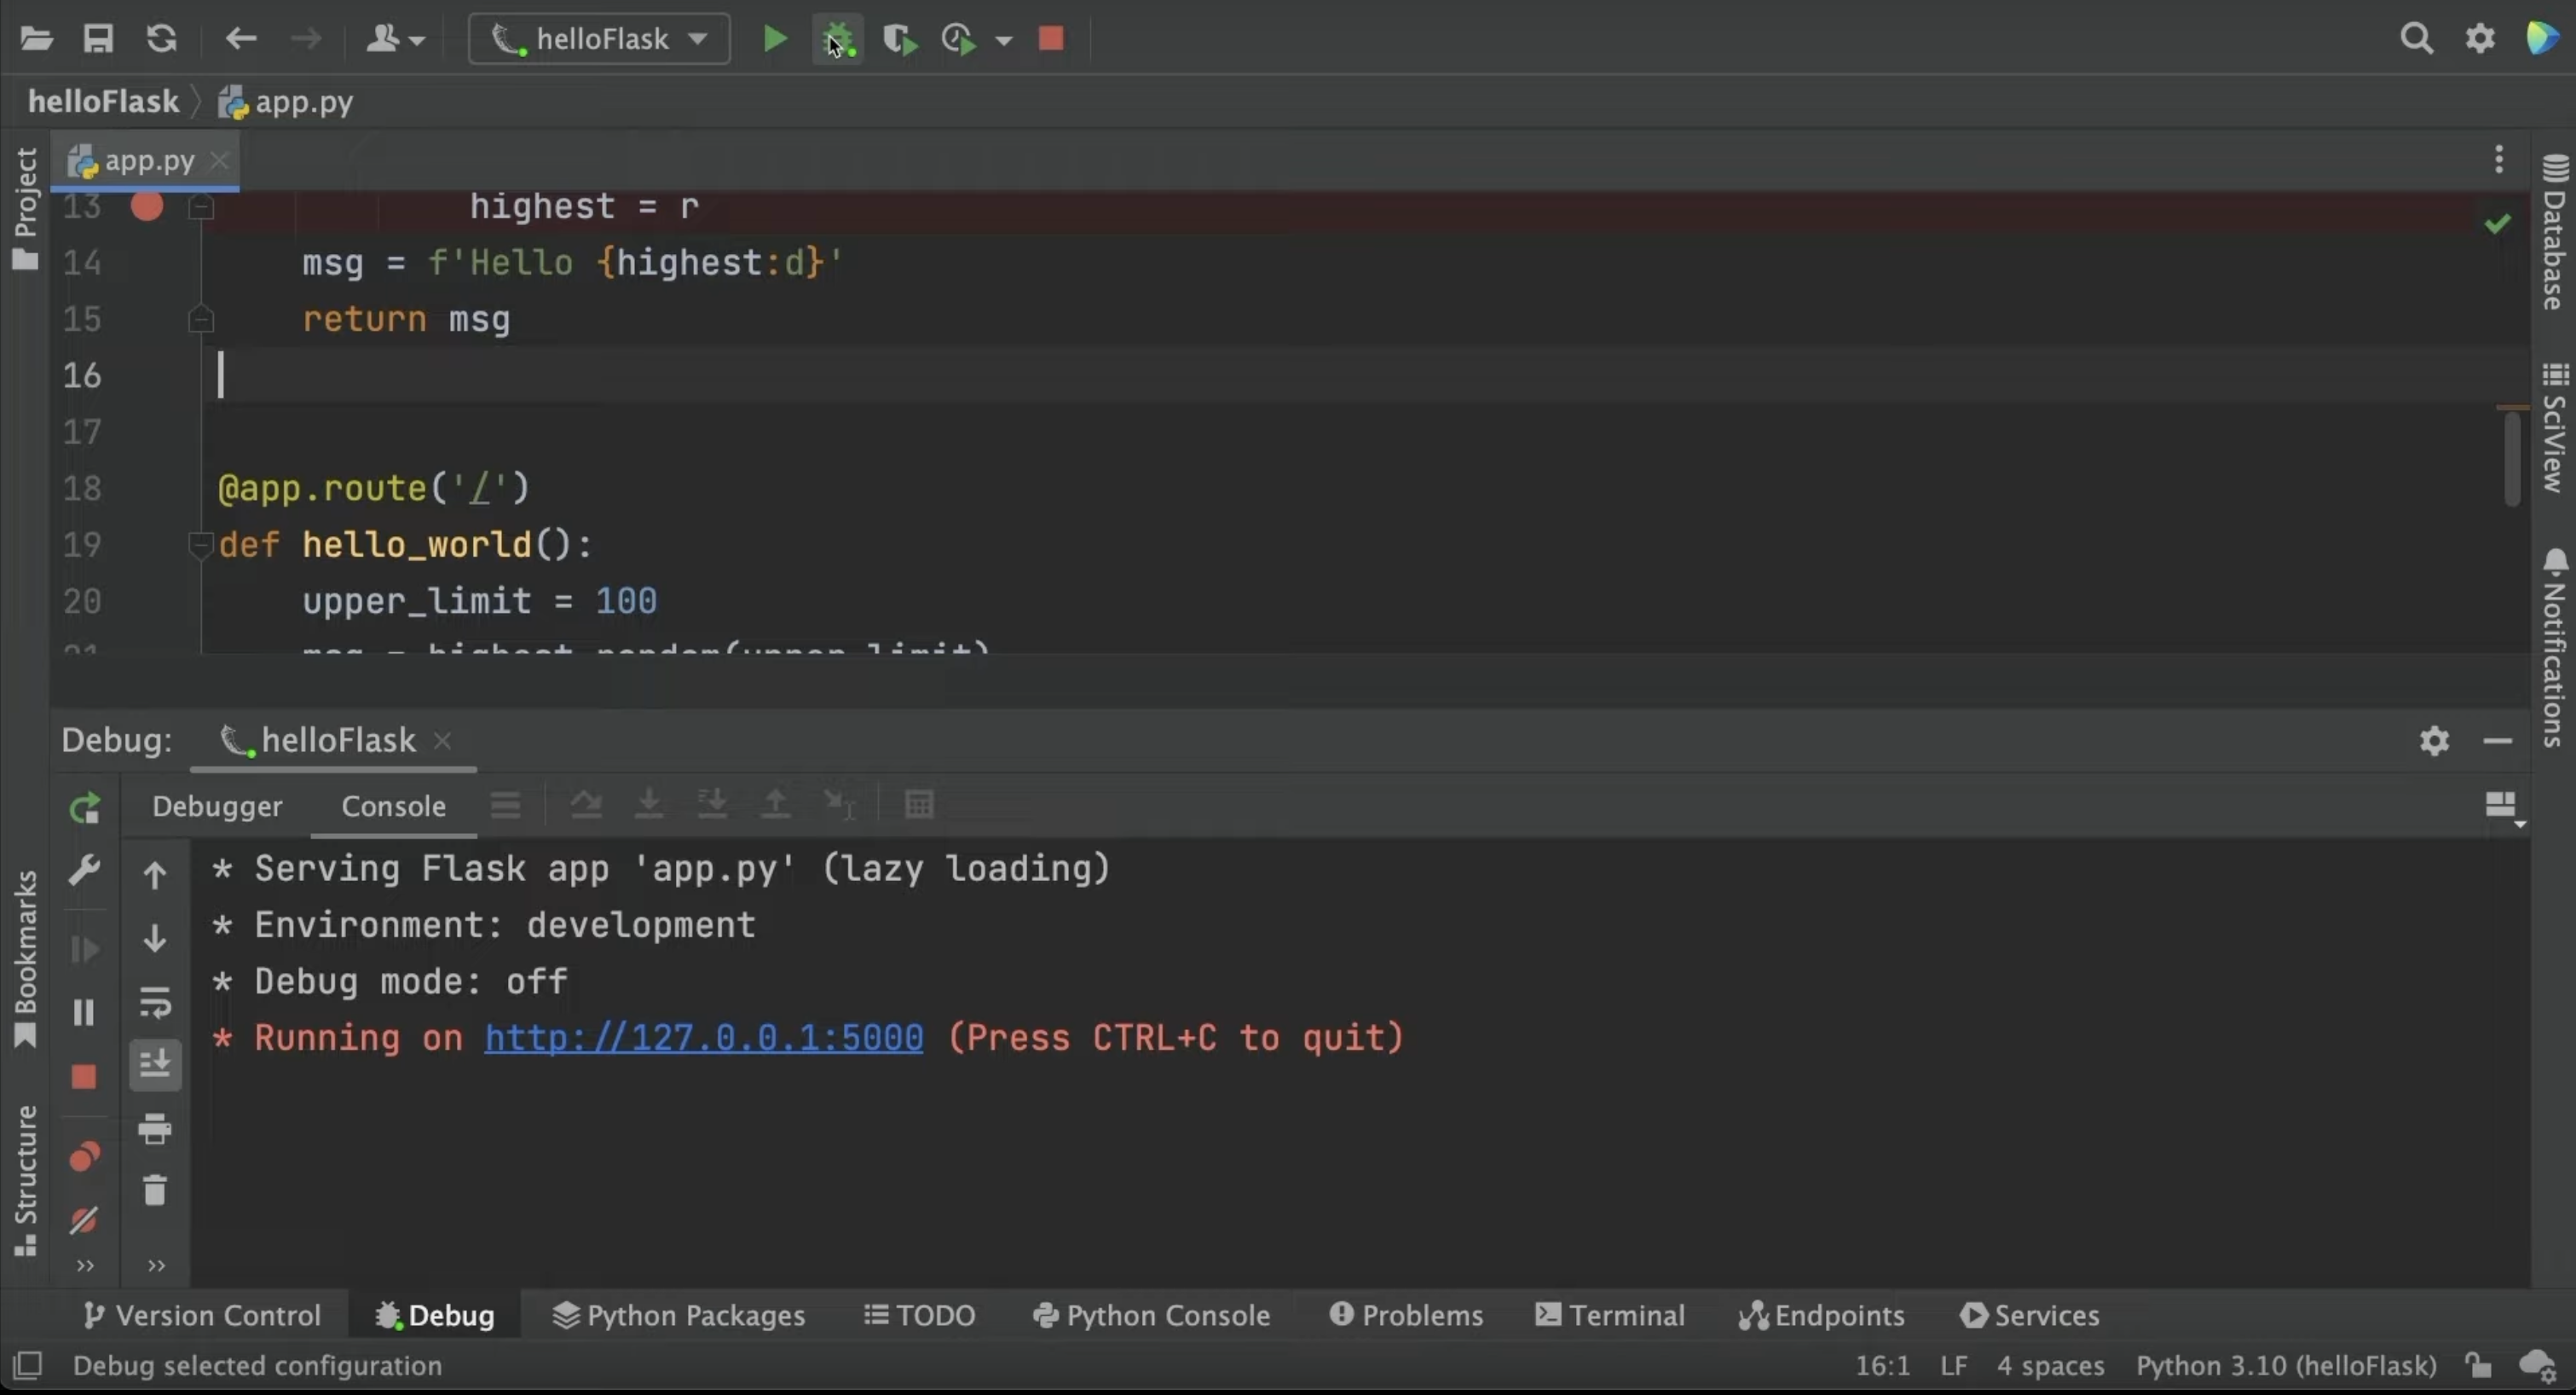 helloFlask
helloFlask app.py
Project
app.py
Database
SciView
Notifications
13 highest = r
14 msg = f'Hello {highest:d}'
15 return msg
16
17
18 @app.route('/')
19 def hello_world():
20 upper_limit = 100
21 msg = highest_random(upper_limit)
Debug: helloFlask
Debugger Console
* Serving Flask app 'app.py' (lazy loading)
* Environment: development
* Debug mode: off
* Running on http://127.0.0.1:5000 (Press CTRL+C to quit)
Bookmarks
Structure
Version Control Debug Python Packages TODO Python Console Problems Terminal Endpoints Services
Debug selected configuration 16:1 LF 4 spaces Python 3.10 (helloFlask)